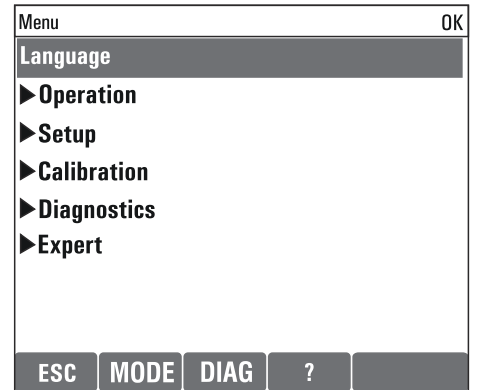 Menu OK
Language
▶Operation
▶Setup
▶Calibration
▶Diagnostics
▶Expert
ESC MODE DIAG ?